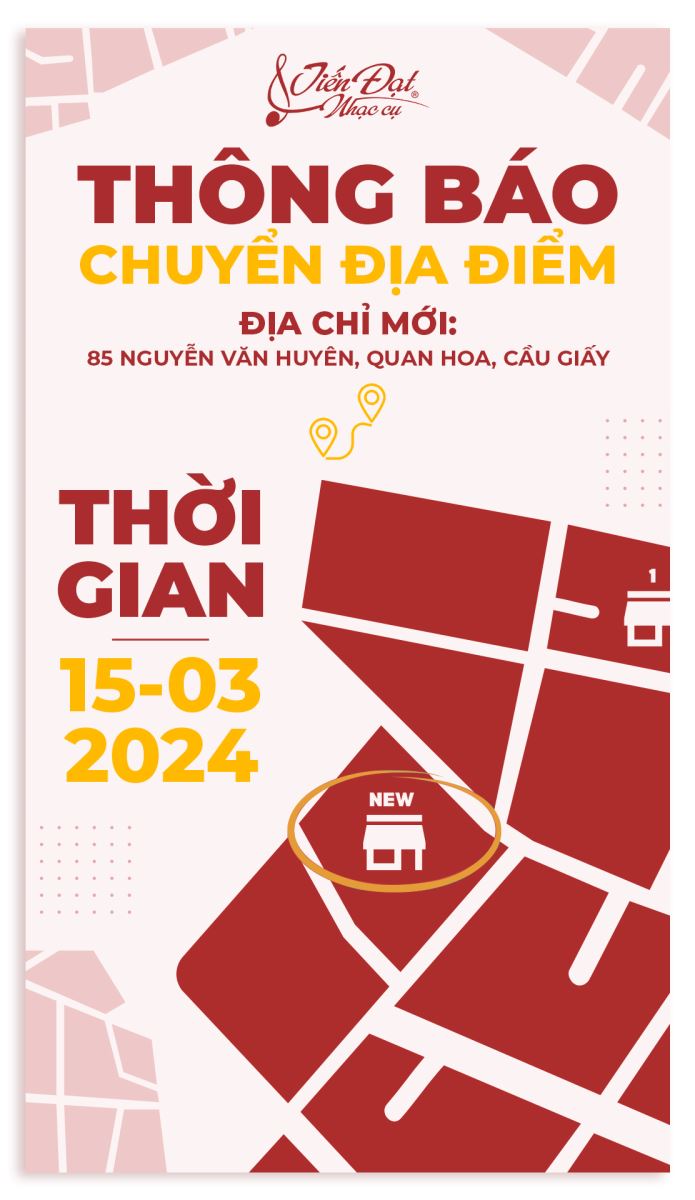 Tiến Đạt®
Nhạc cụ
THÔNG BÁO
CHUYỂN ĐỊA ĐIỂM
ĐỊA CHỈ MỚI:
85 NGUYỄN VĂN HUYÊN, QUAN HOA, CẦU GIẤY
THỜI
GIAN
15-03
2024
1
NEW